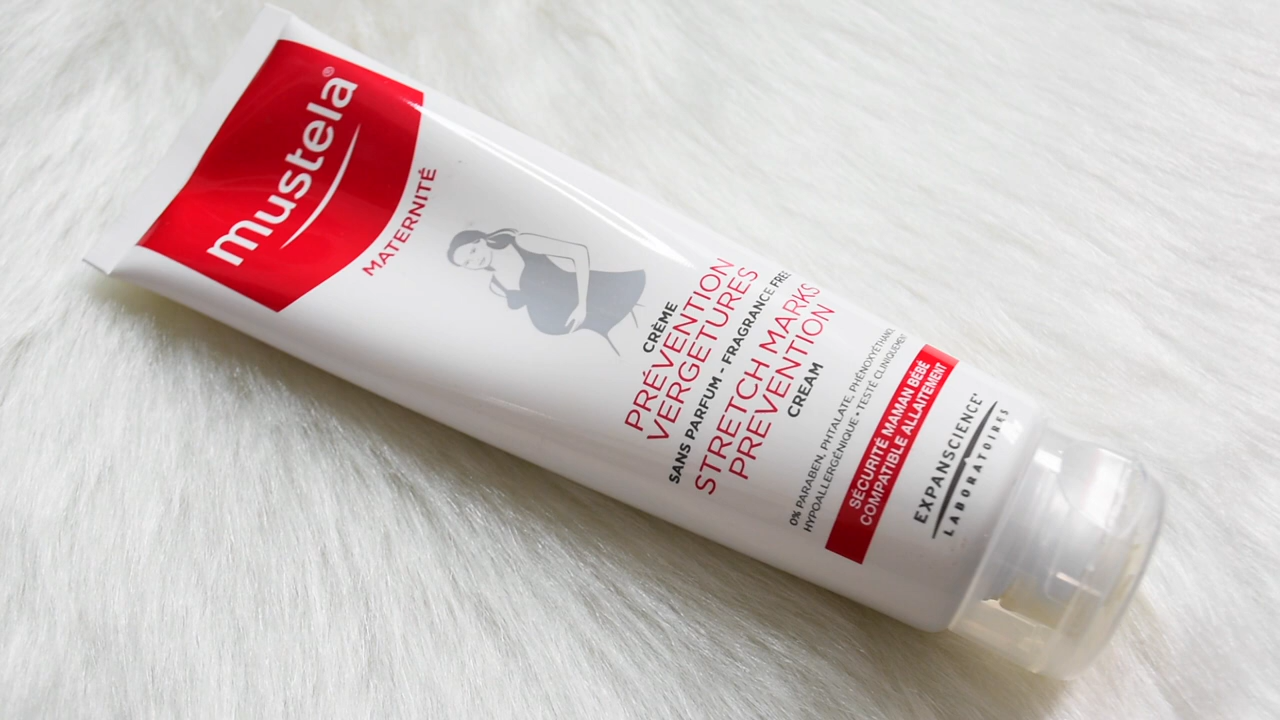 mustela®
MATERNITÉ
CRÈME
PRÉVENTION
VERGETURES
SANS PARFUM - FRAGRANCE FREE
STRETCH MARKS
PREVENTION
CREAM
0% PARABEN, PHTALATE, PHÉNOXYÉTHANOL
HYPOALLERGÉNIQUE • TESTÉ CLINIQUEMENT
SÉCURITÉ MAMAN BÉBÉ
COMPATIBLE ALLAITEMENT
EXPANSCIENCE®
LABORATOIRES